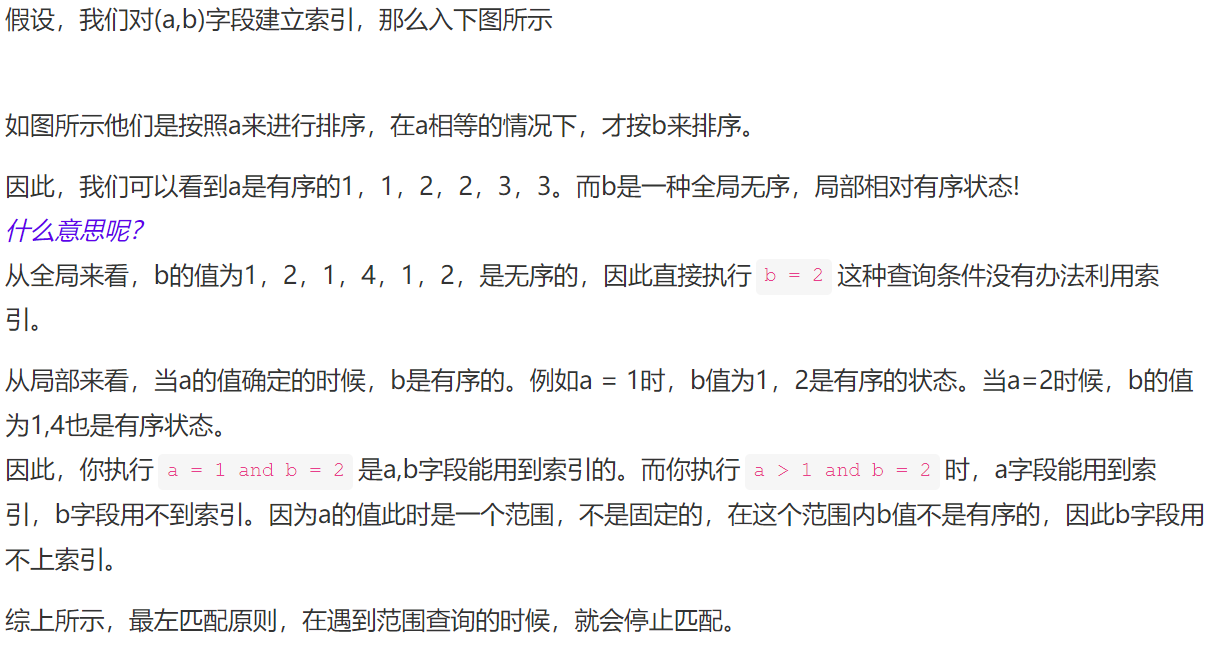 假设，我们对(a,b)字段建立索引，那么入下图所示
如图所示他们是按照a来进行排序，在a相等的情况下，才按b来排序。
因此，我们可以看到a是有序的1，1，2，2，3，3。而b是一种全局无序，局部相对有序状态!
什么意思呢？
从全局来看，b的值为1，2，1，4，1，2，是无序的，因此直接执行 b = 2 这种查询条件没有办法利用索
引。
从局部来看，当a的值确定的时候，b是有序的。例如a = 1时，b值为1，2是有序的状态。当a=2时候，b的值
为1,4也是有序状态。
因此，你执行 a = 1 and b = 2 是a,b字段能用到索引的。而你执行 a > 1 and b = 2 时，a字段能用到索
引，b字段用不到索引。因为a的值此时是一个范围，不是固定的，在这个范围内b值不是有序的，因此b字段用
不上索引。
综上所示，最左匹配原则，在遇到范围查询的时候，就会停止匹配。